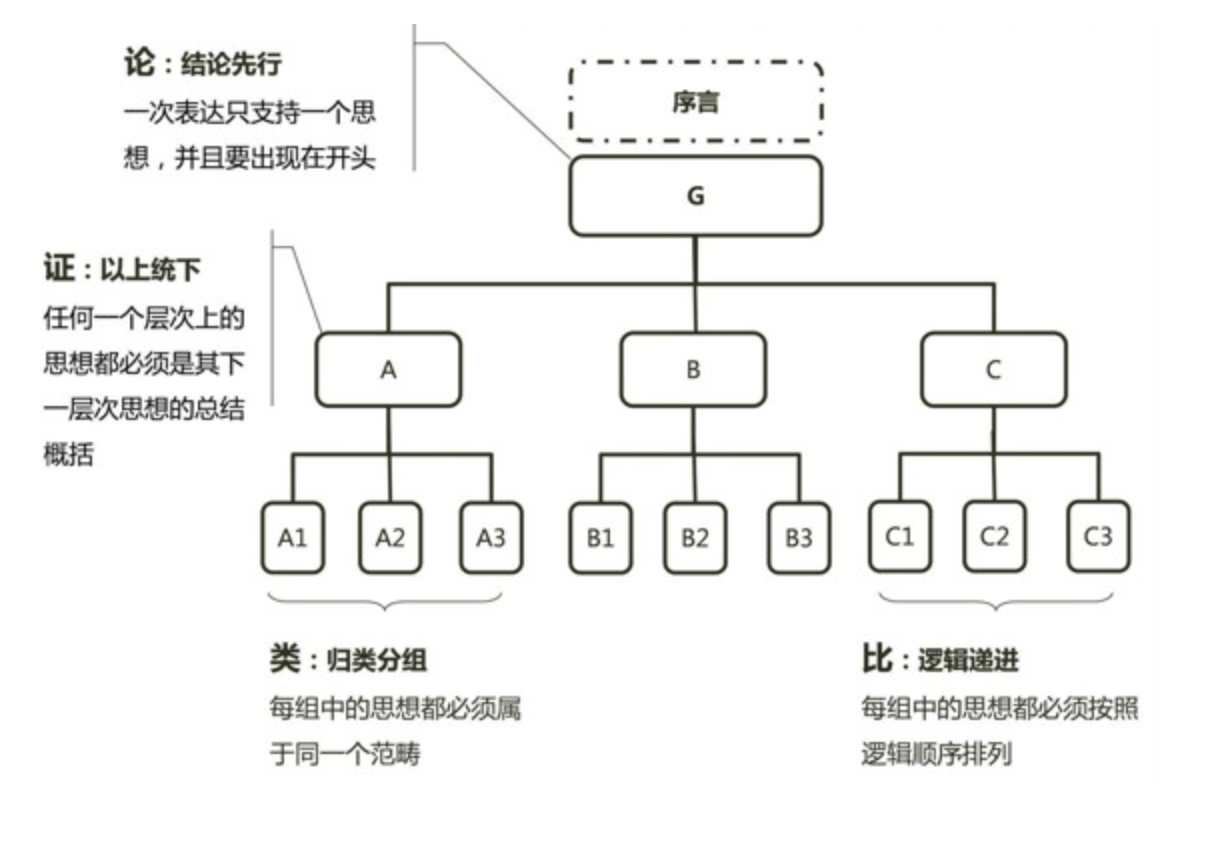 论：结论先行
一次表达只支持一个思
想，并且要出现在开头
序言
G
证：以上统下
任何一个层次上的
思想都必须是其下
一层次思想的总结
概括
A
B
C
A1
A2
A3
B1
B2
B3
C1
C2
C3
类：归类分组
每组中的思想都必须属
于同一个范畴
比：逻辑递进
每组中的思想都必须按照
逻辑顺序排列